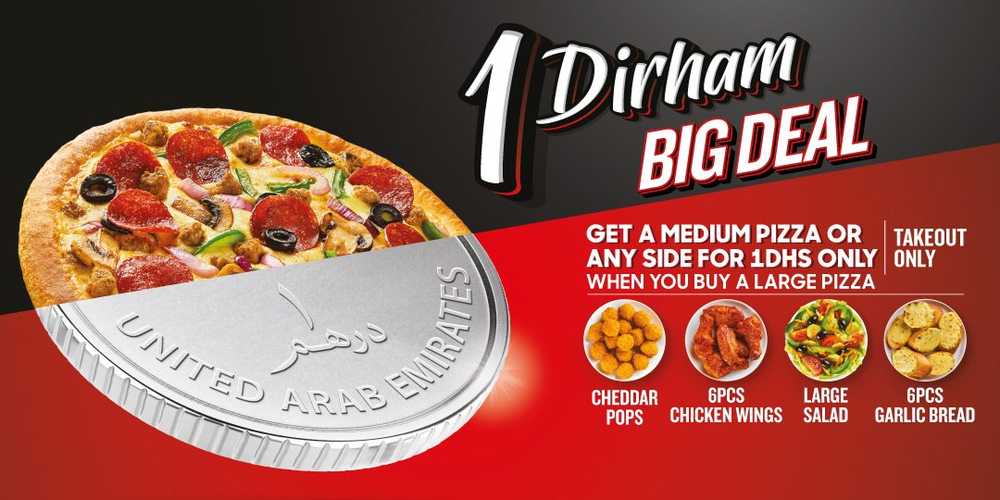 1 Dirham
BIG DEAL
GET A MEDIUM PIZZA OR
ANY SIDE FOR 1DHS ONLY
WHEN YOU BUY A LARGE PIZZA
TAKEOUT
ONLY
CHEDDAR
POPS
6PCS
CHICKEN WINGS
LARGE
SALAD
6PCS
GARLIC BREAD
١
درهم
UNITED ARAB EMIRATES